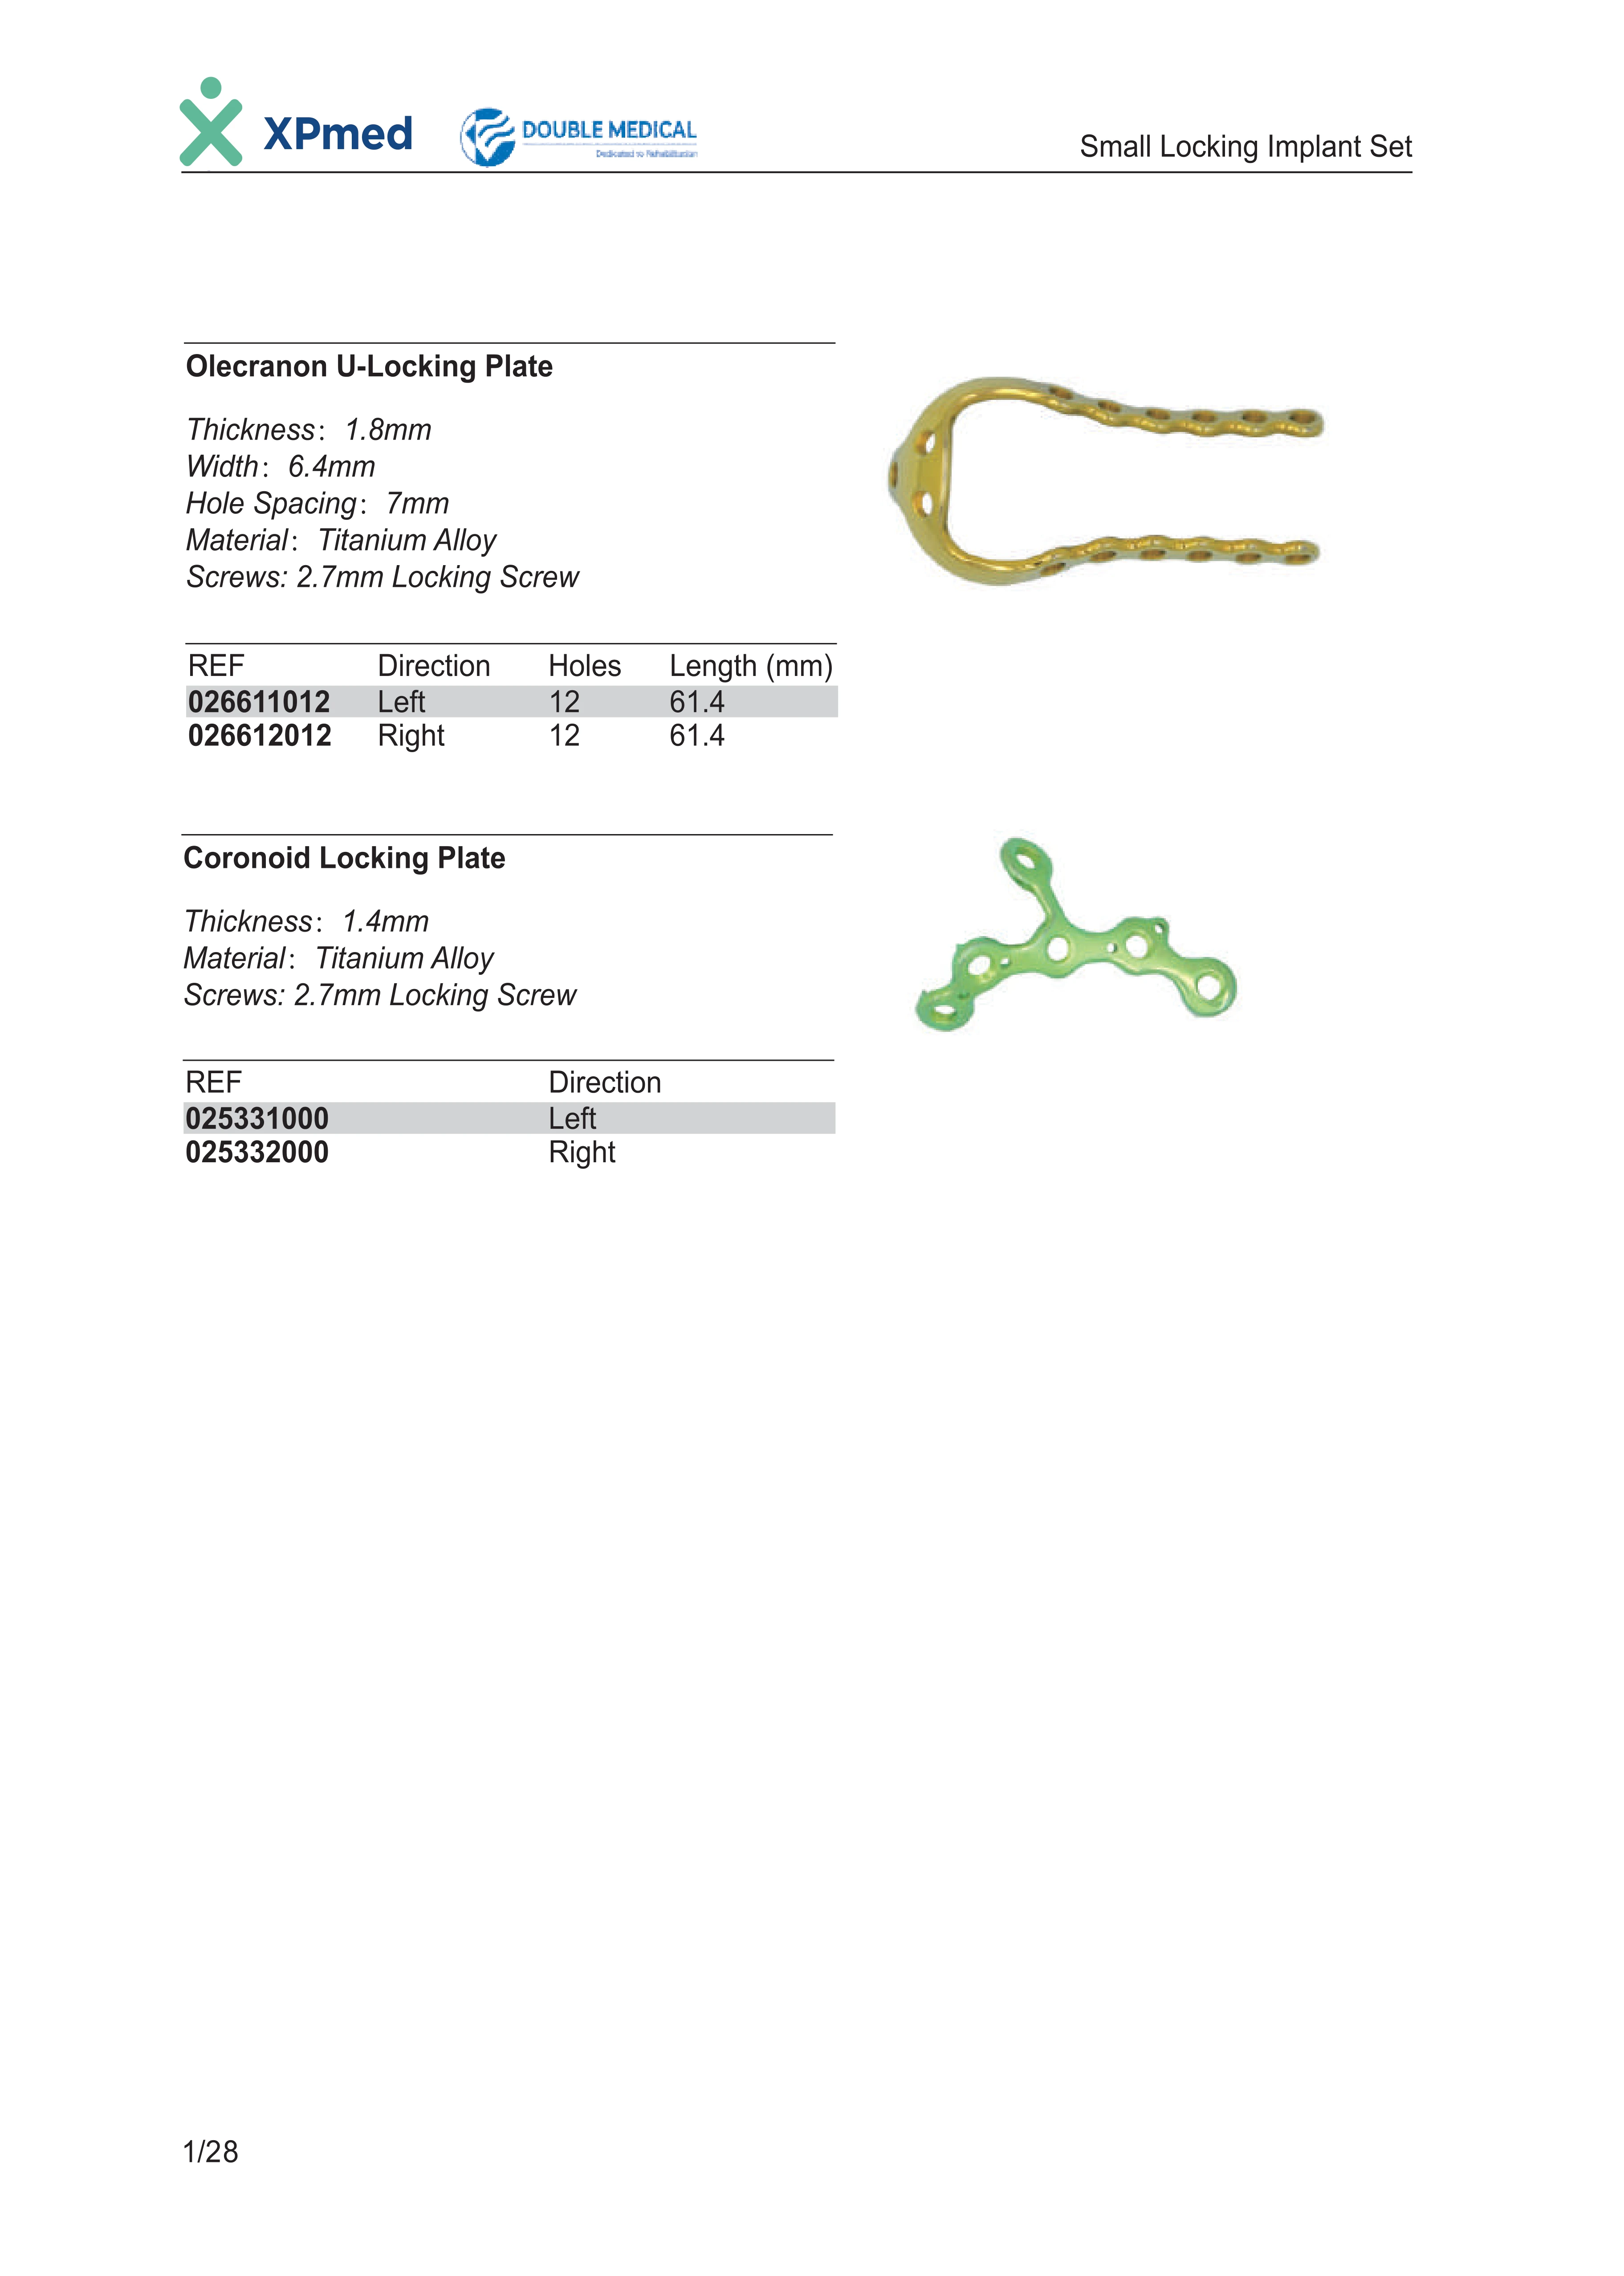 XPmed
DOUBLE MEDICAL
Dedicated to Rehabilitation
Small Locking Implant Set
Olecranon U-Locking Plate
Thickness: 1.8mm
Width: 6.4mm
Hole Spacing: 7mm
Material: Titanium Alloy
Screws: 2.7mm Locking Screw
REF Direction Holes Length (mm)
026611012 Left 12 61.4
026612012 Right 12 61.4
Coronoid Locking Plate
Thickness: 1.4mm
Material: Titanium Alloy
Screws: 2.7mm Locking Screw
REF Direction
025331000 Left
025332000 Right
1/28